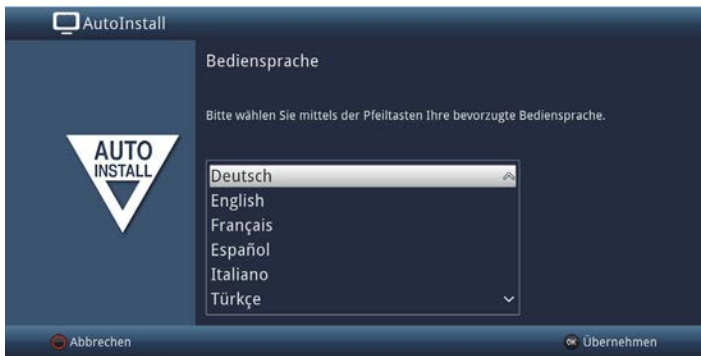 AutoInstall
Bediensprache
Bitte wählen Sie mittels der Pfeiltasten Ihre bevorzugte Bediensprache.
AUTO
INSTALL
Deutsch
English
Français
Español
Italiano
Türkçe
Abbrechen
OK Übernehmen